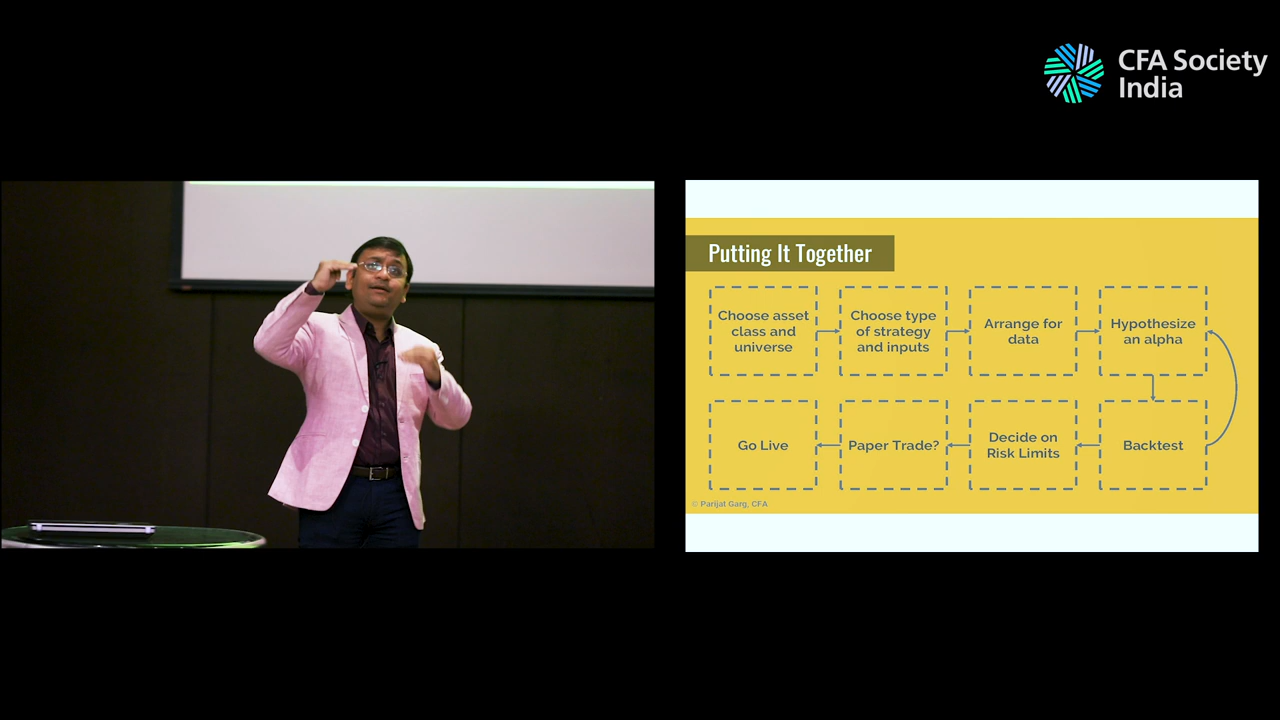 CFA Society
India
Putting It Together
Choose asset
class and
universe
Choose type
of strategy
and inputs
Arrange for
data
Hypothesize
an alpha
Go Live
Paper Trade?
Decide on
Risk Limits
Backtest
© Parijat Garg, CFA